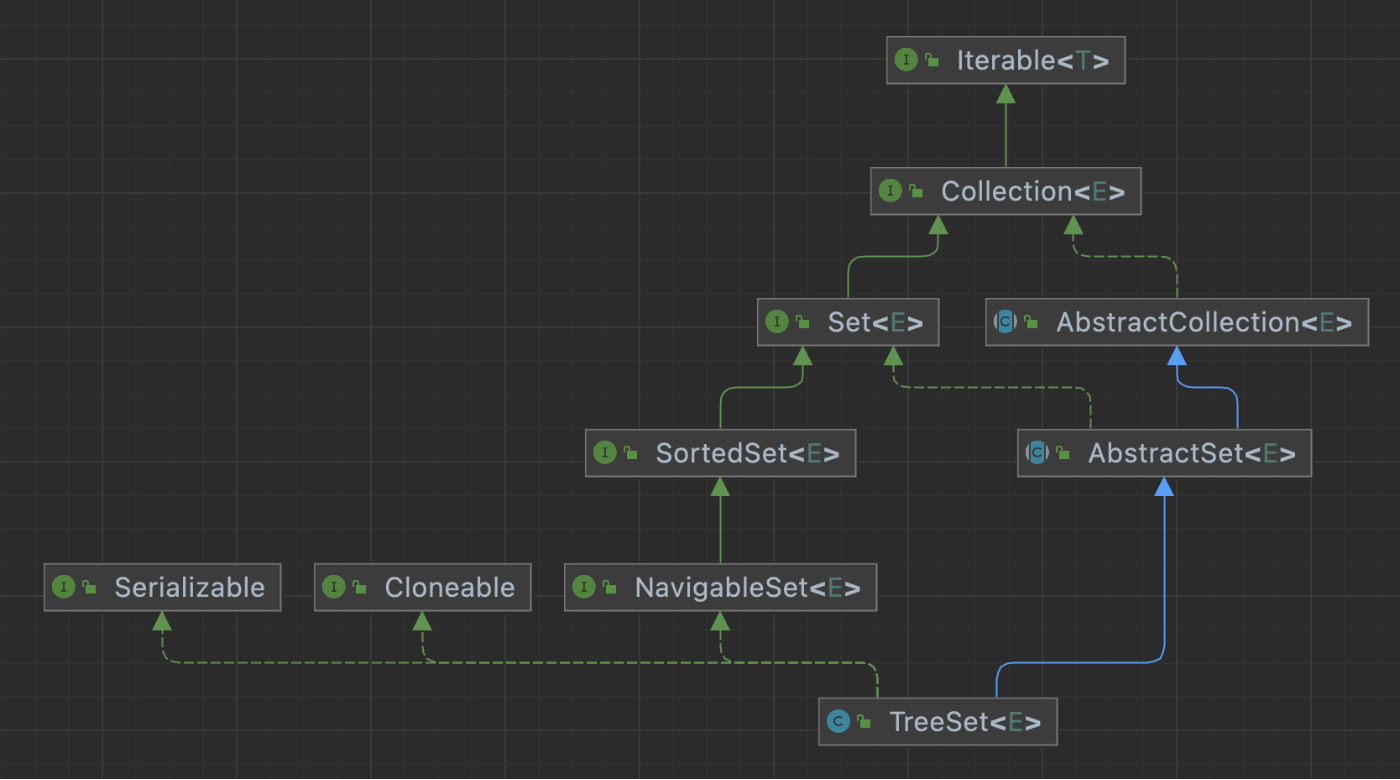 Iterable<T>
Collection<E>
Set<E>
AbstractCollection<E>
SortedSet<E>
AbstractSet<E>
Serializable
Cloneable
NavigableSet<E>
TreeSet<E>